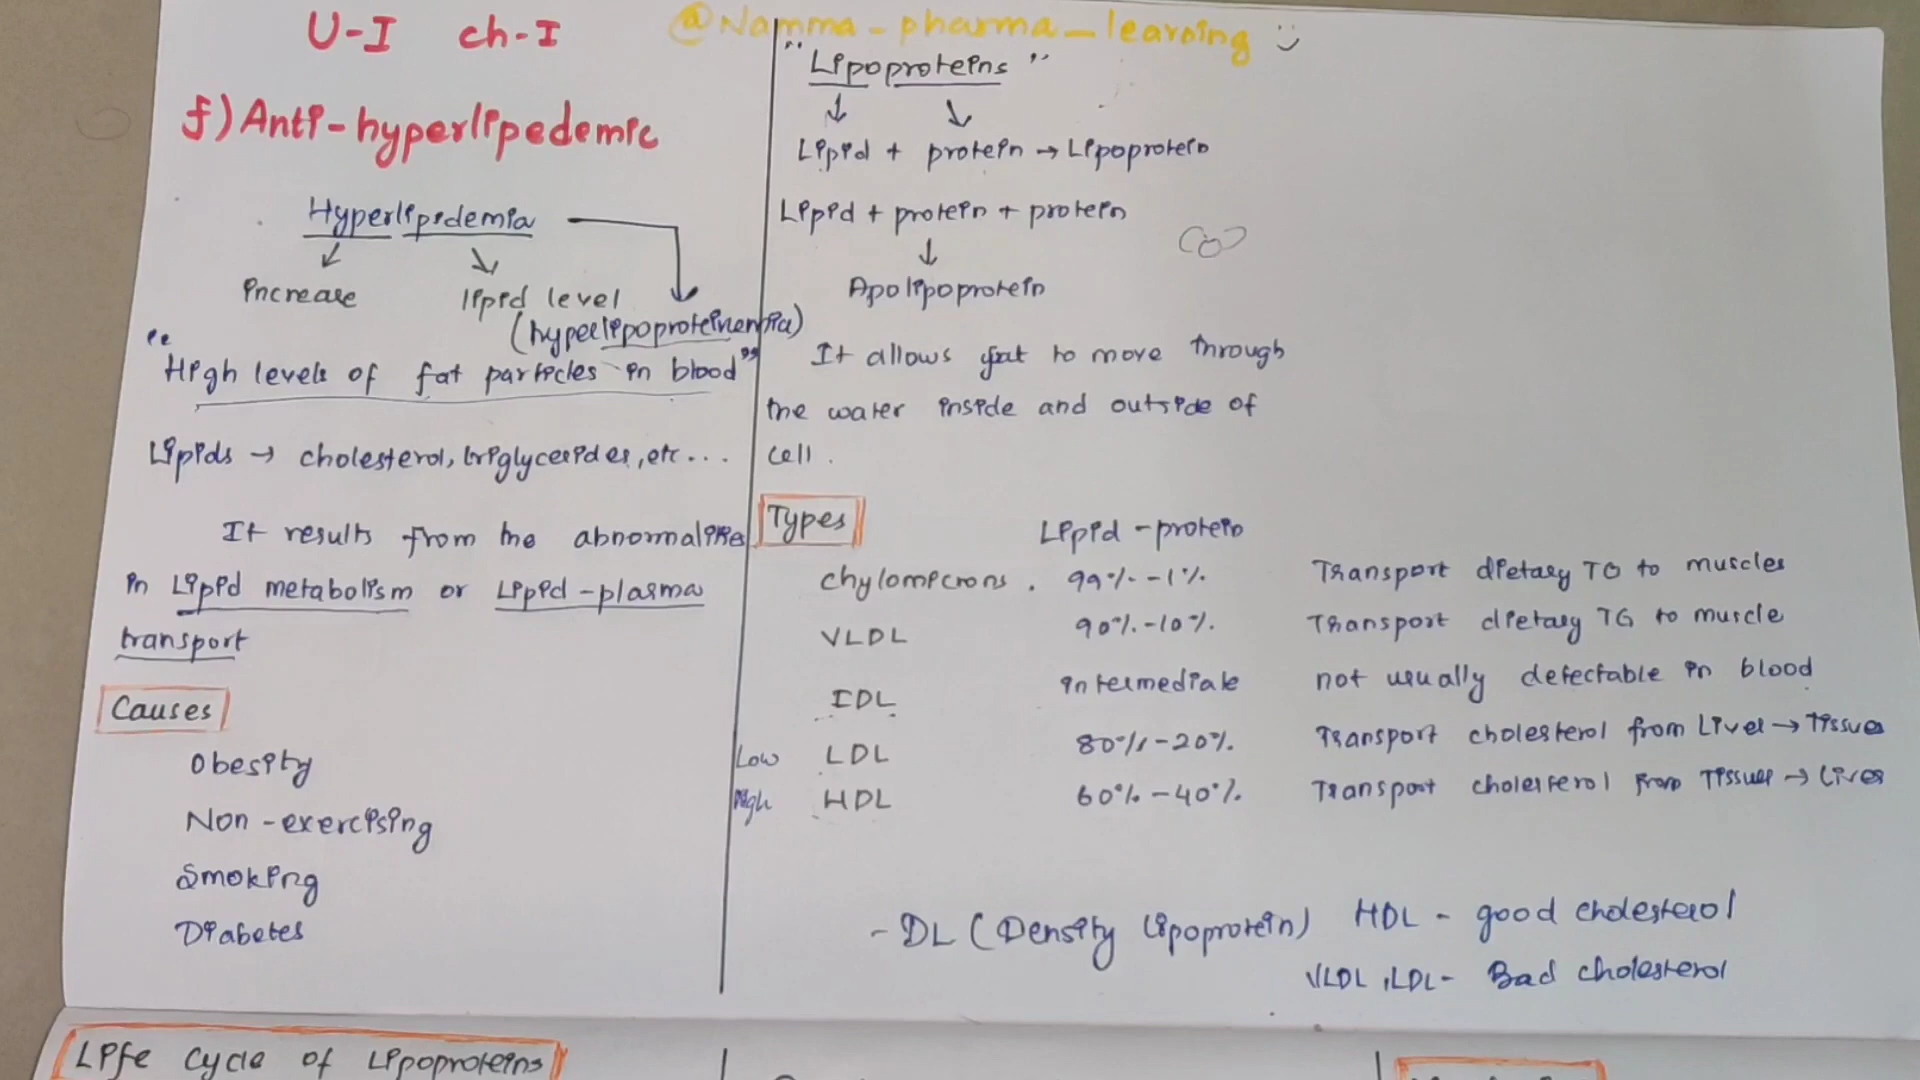 U-I ch-I
@Namma-pharma-learning
f) Anti-hyperlipedemic
Hyperlipidemia
increase lipid level
(hyperlipoproteinemia)
"High levels of fat particles in blood"
Lipids → cholesterol, triglycerides, etc...
It results from the abnormalities
in Lipid metabolism or Lipid-plasma
transport
Causes
Obesity
Non-exercising
Smoking
Diabetes
"Lipoproteins"
Lipid + protein → Lipoprotein
Lipid + protein + protein
↓
Apolipoprotein
It allows fat to move through
the water inside and outside of
cell.
Types Lipid-protein
chylomicrons. 99%-1% Transport dietary TG to muscles
VLDL 90%-10% Transport dietary TG to muscle
IDL intermediate not usually detectable in blood
Low LDL 80%-20% Transport cholesterol from Liver → Tissues
High HDL 60%-40% Transport cholesterol from Tissues → Liver
-DL (Density lipoprotein) HDL - good cholesterol
VLDL, LDL- Bad cholesterol
Life cycle of Lipoproteins